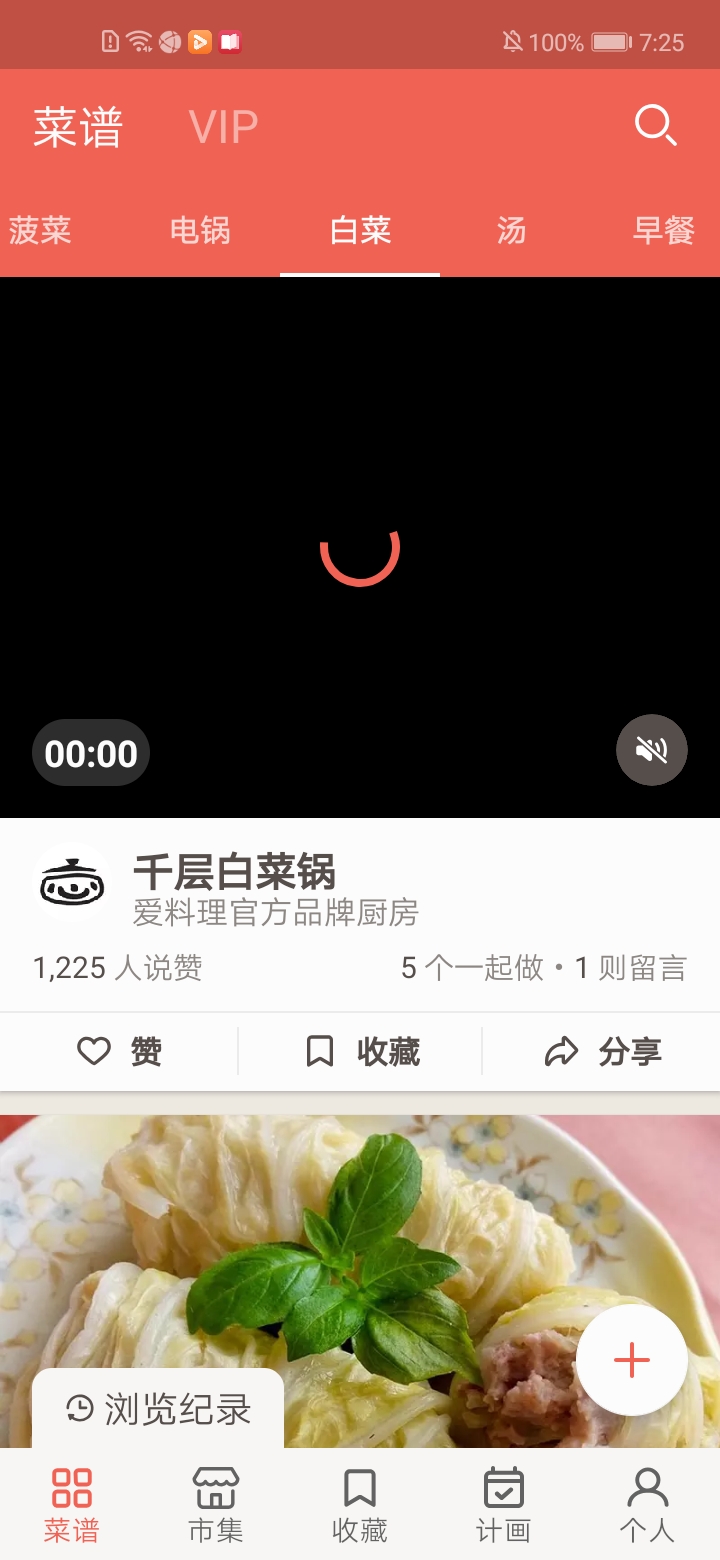 100% 7:25
菜谱 VIP
菠菜 电锅 白菜 汤 早餐
00:00
千层白菜锅
爱料理官方品牌厨房
1,225 人说赞 5 个一起做・1 则留言
赞 收藏 分享
浏览纪录
菜谱 市集 收藏 计画 个人